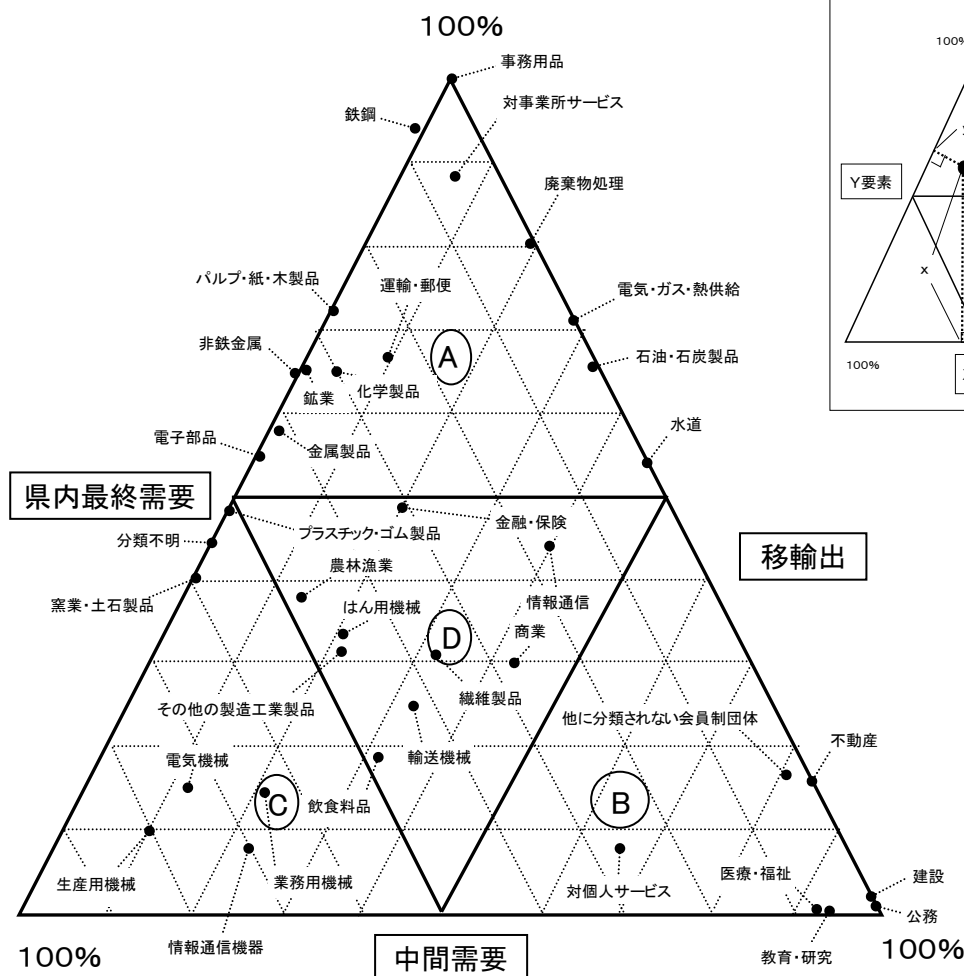 100%
事務用品
対事業所サービス
鉄鋼
廃棄物処理
パルプ・紙・木製品
運輸・郵便
電気・ガス・熱供給
A
非鉄金属
石油・石炭製品
鉱業
化学製品
水道
電子部品
金属製品
県内最終需要
プラスチック・ゴム製品
金融・保険
分類不明
移輸出
農林漁業
窯業・土石製品
はん用機械
情報通信
D
商業
その他の製造工業製品
繊維製品
他に分類されない会員制団体
不動産
電気機械
輸送機械
C
飲食料品
B
生産用機械
業務用機械
対個人サービス
医療・福祉
建設
公務
情報通信機器
教育・研究
100%
中間需要
100%
100%
Y要素
x
100%